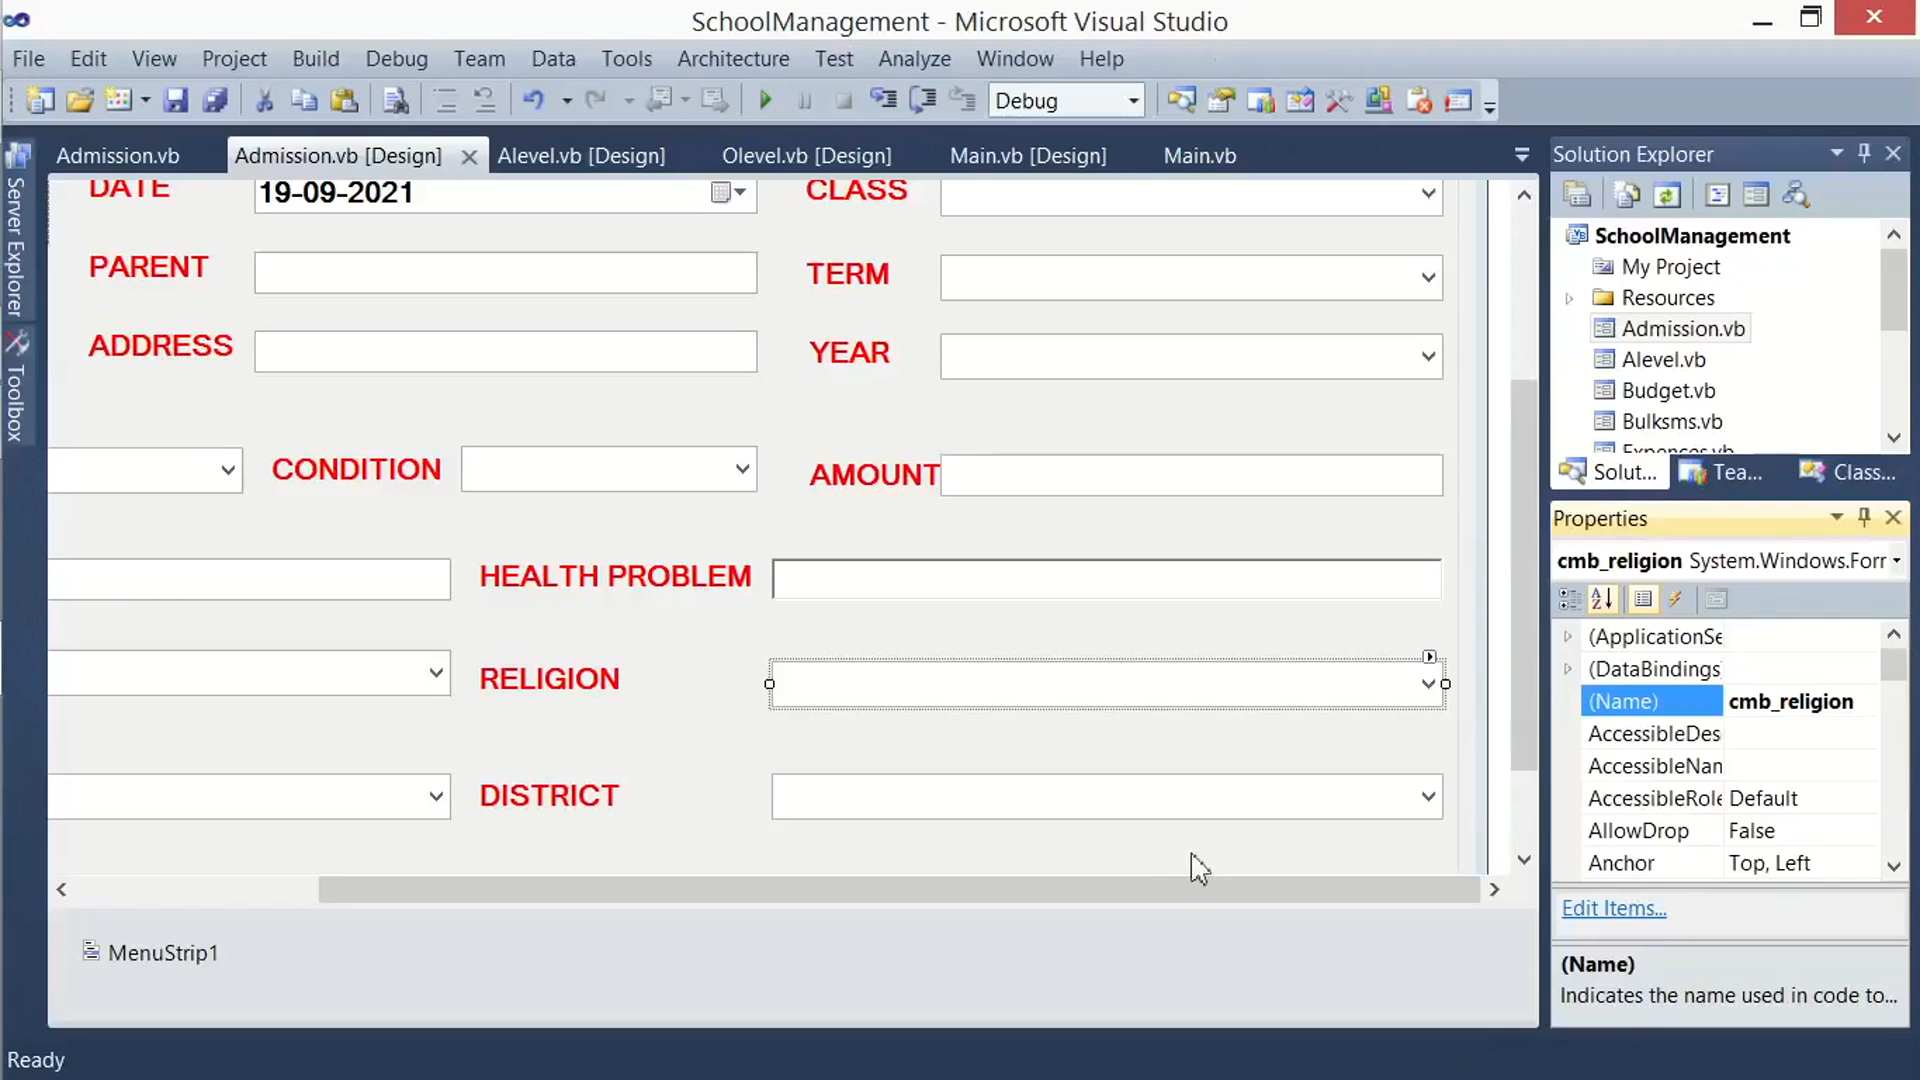 SchoolManagement - Microsoft Visual Studio
File Edit View Project Build Debug Team Data Tools Architecture Test Analyze Window Help
Debug
Admission.vb Admission.vb [Design] Alevel.vb [Design] Olevel.vb [Design] Main.vb [Design] Main.vb
Server Explorer
Toolbox
DATE 19-09-2021 CLASS
PARENT TERM
ADDRESS YEAR
CONDITION AMOUNT
HEALTH PROBLEM
RELIGION
DISTRICT
MenuStrip1
Solution Explorer
SchoolManagement
My Project
Resources
Admission.vb
Alevel.vb
Budget.vb
Bulksms.vb
Expences.vb
Solut... Tea... Class...
Properties
cmb_religion System.Windows.Forr
(ApplicationSe
(DataBindings
(Name) cmb_religion
AccessibleDes
AccessibleNan
AccessibleRole Default
AllowDrop False
Anchor Top, Left
Edit Items...
(Name)
Indicates the name used in code to...
Ready